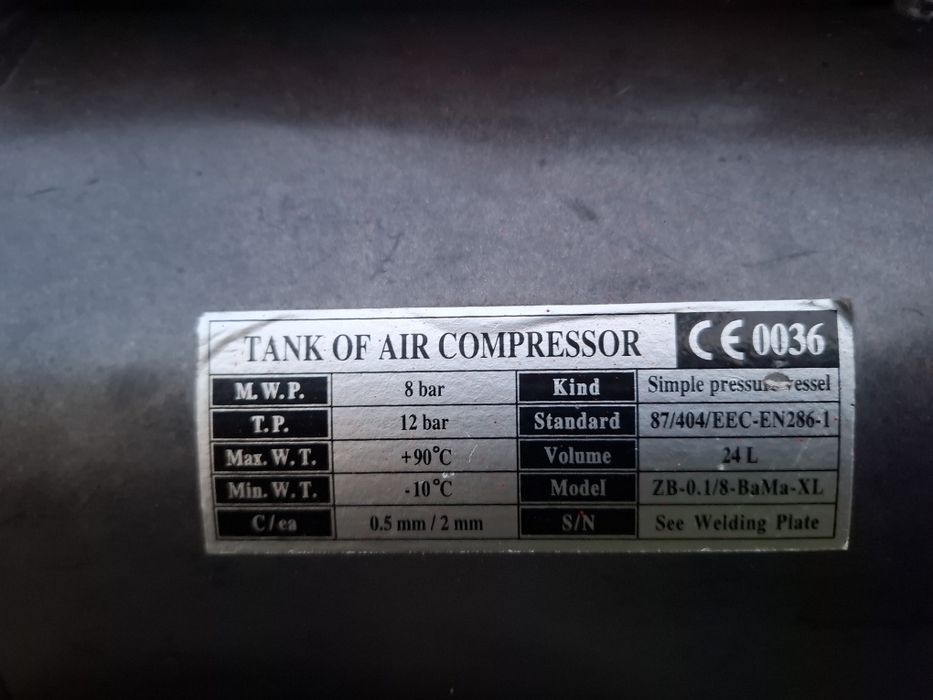 TANK OF AIR COMPRESSOR CE 0036
M.W.P. 8 bar Kind Simple pressure vessel
T.P. 12 bar Standard 87/404/EEC-EN286-1
Max. W. T. +90°C Volume 24 L
Min. W. T. -10°C Model ZB-0.1/8-BaMa-XL
C/ea 0.5 mm / 2 mm S/N See Welding Plate